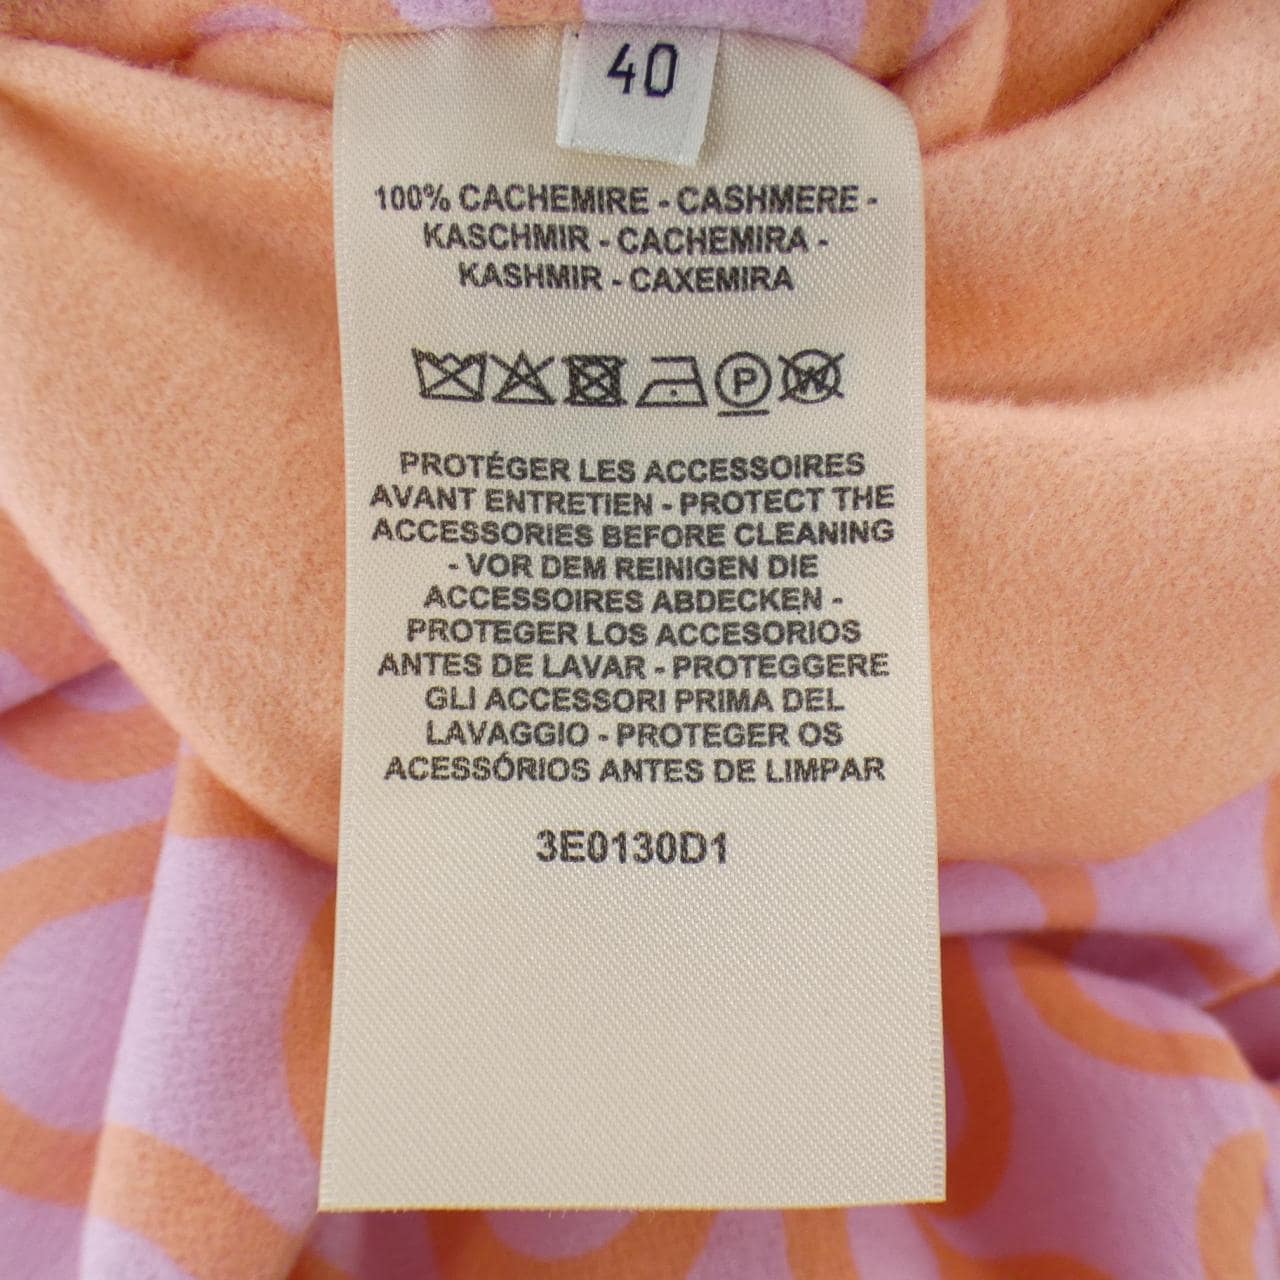 40
100% CACHEMIRE - CASHMERE -
KASCHMIR - CACHEMIRA -
KASHMIR - CAXEMIRA
P W
PROTÉGER LES ACCESSOIRES
AVANT ENTRETIEN - PROTECT THE
ACCESSORIES BEFORE CLEANING
- VOR DEM REINIGEN DIE
ACCESSOIRES ABDECKEN -
PROTEGER LOS ACCESORIOS
ANTES DE LAVAR - PROTEGGERE
GLI ACCESSORI PRIMA DEL
LAVAGGIO - PROTEGER OS
ACESSÓRIOS ANTES DE LIMPAR
3E0130D1